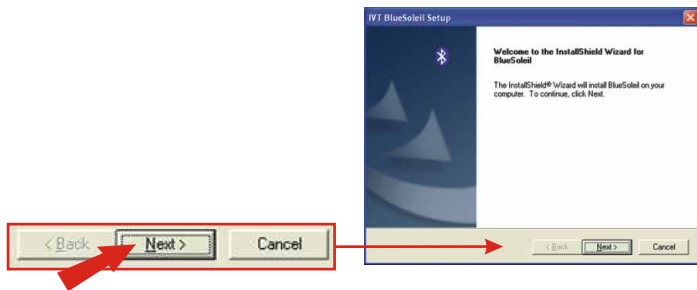 IVT BlueSoleil Setup
Welcome to the InstallShield Wizard for
BlueSoleil
The InstallShield® Wizard will install BlueSoleil on your
computer. To continue, click Next.
< Back Next > Cancel
< Back Next > Cancel